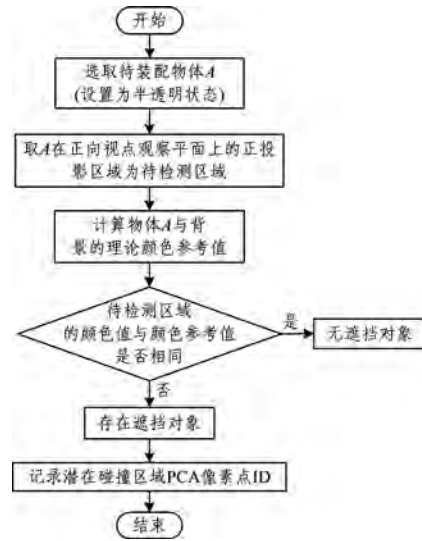 开始
选取待装配物体A
(设置为半透明状态)
取A在正向视点观察平面上的正投
影区域为待检测区域
计算物体A与背
景的理论颜色参考值
待检测区域
的颜色值与颜色参考值
是否相同
是
无遮挡对象
否
存在遮挡对象
记录潜在碰撞区域PCA像素点ID
结束